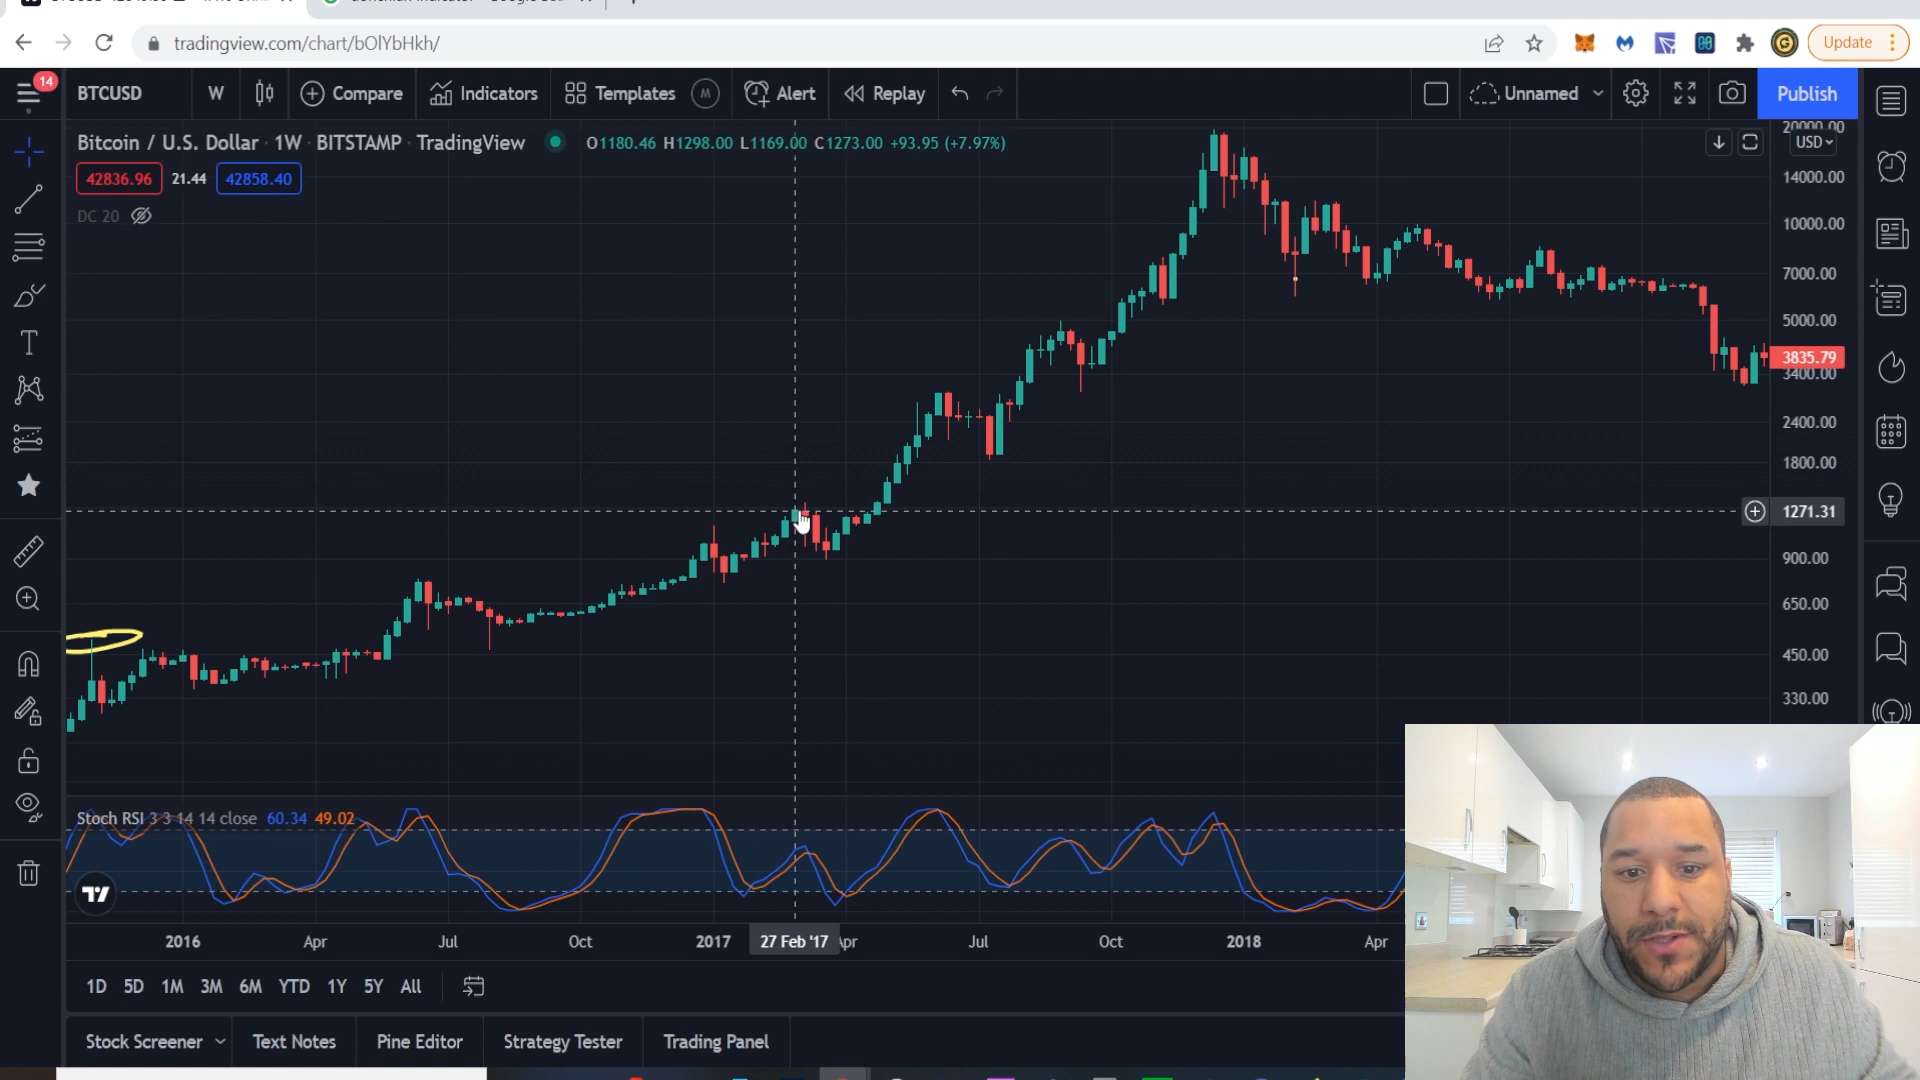 tradingview.com/chart/bOlYbHkh/
Update
14
BTCUSD
W
Compare
Indicators
Templates
M
Alert
Replay
Unnamed
Publish
Bitcoin / U.S. Dollar · 1W · BITSTAMP · TradingView
O1180.46 H1298.00 L1169.00 C1273.00 +93.95 (+7.97%)
42836.96 21.44 42858.40
DC 20
20000.00
USD
14000.00
10000.00
7000.00
5000.00
3835.79
3400.00
2400.00
1800.00
1271.31
900.00
650.00
450.00
330.00
Stoch RSI 3 3 14 14 close 60.34 49.02
2016 Apr Jul Oct 2017 27 Feb '17 Apr Jul Oct 2018 Apr
1D 5D 1M 3M 6M YTD 1Y 5Y All
Stock Screener Text Notes Pine Editor Strategy Tester Trading Panel